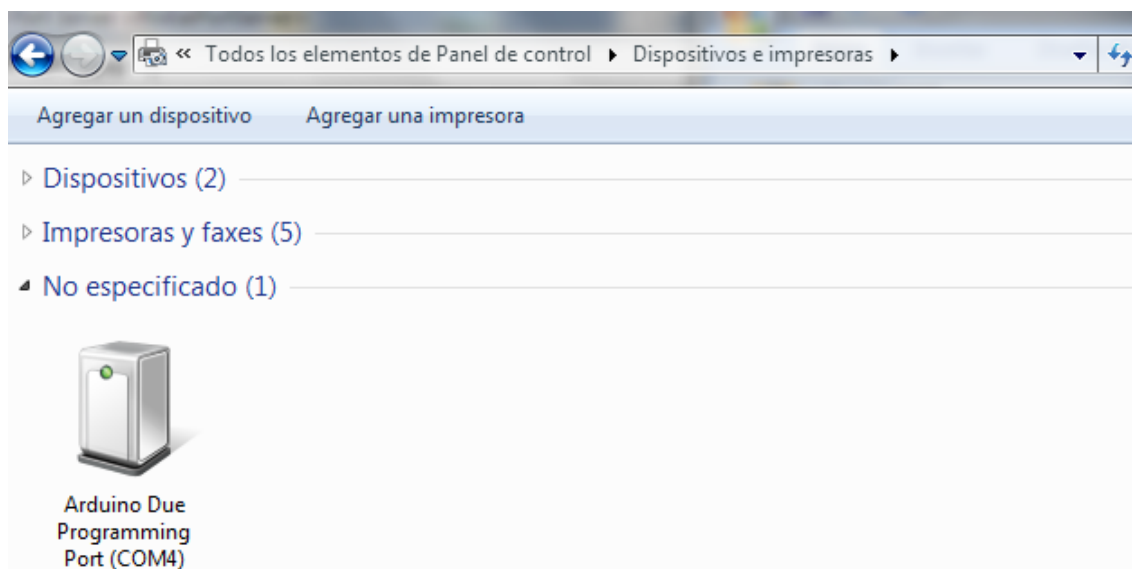 « Todos los elementos de Panel de control ▸ Dispositivos e impresoras ▸
Agregar un dispositivo Agregar una impresora
Dispositivos (2)
Impresoras y faxes (5)
No especificado (1)
Arduino Due
Programming
Port (COM4)